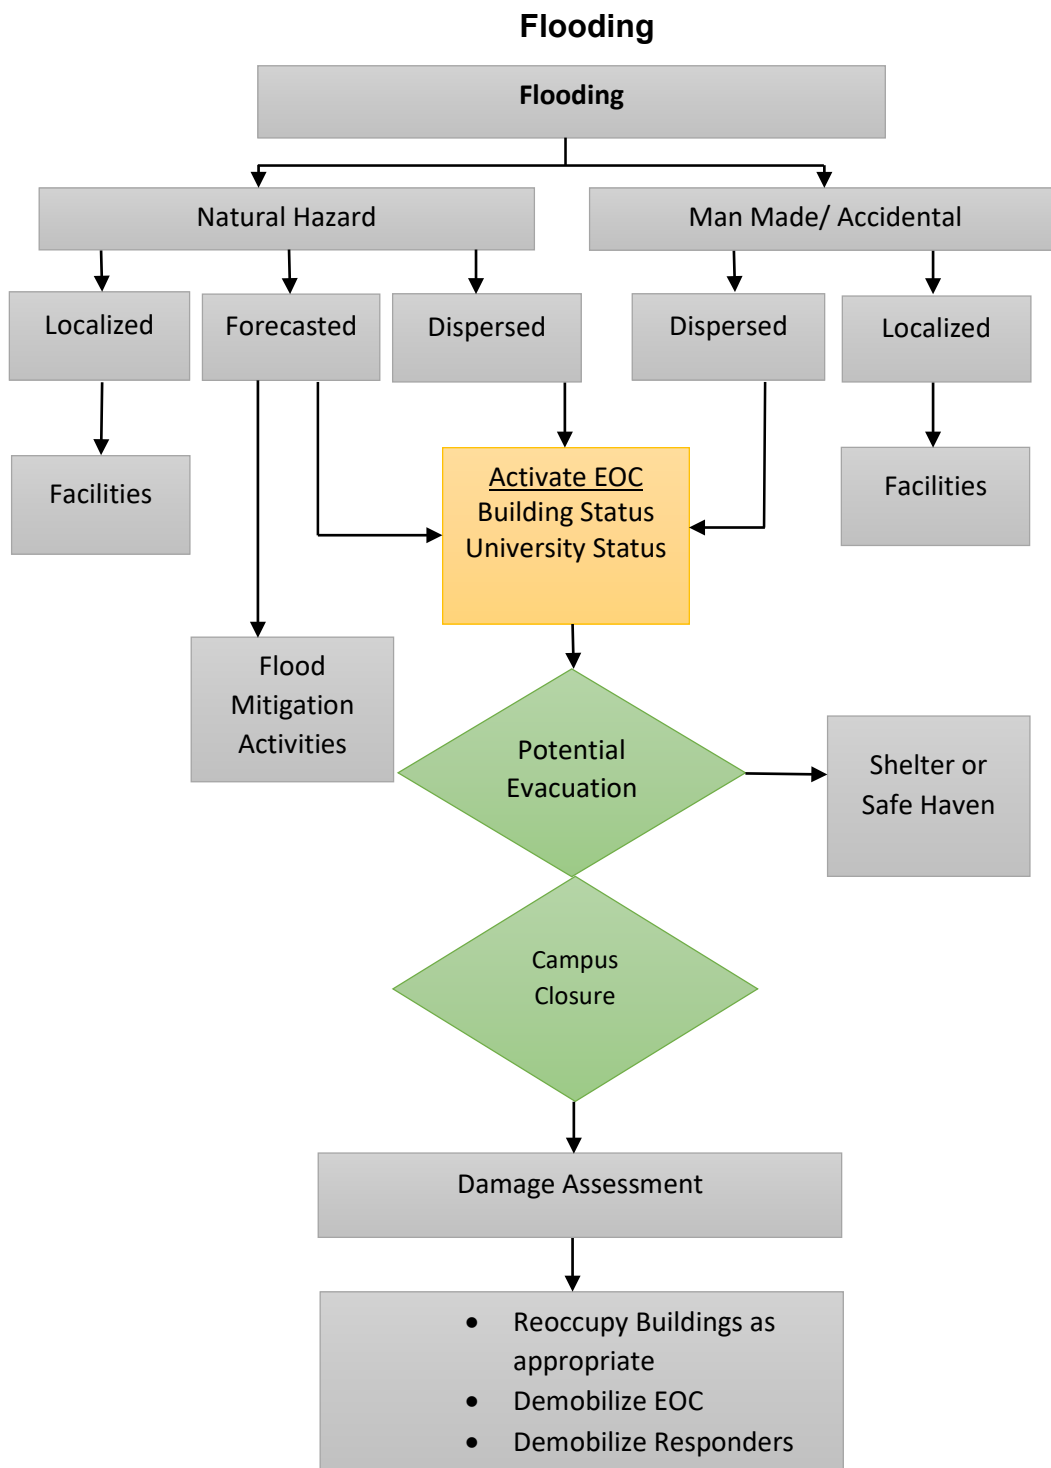 Flooding
Flooding
Natural Hazard
Man Made/ Accidental
Localized
Forecasted
Dispersed
Dispersed
Localized
Facilities
Activate EOC
Building Status
University Status
Facilities
Flood
Mitigation
Activities
Potential
Evacuation
Shelter or
Safe Haven
Campus
Closure
Damage Assessment
• Reoccupy Buildings as
appropriate
• Demobilize EOC
• Demobilize Responders